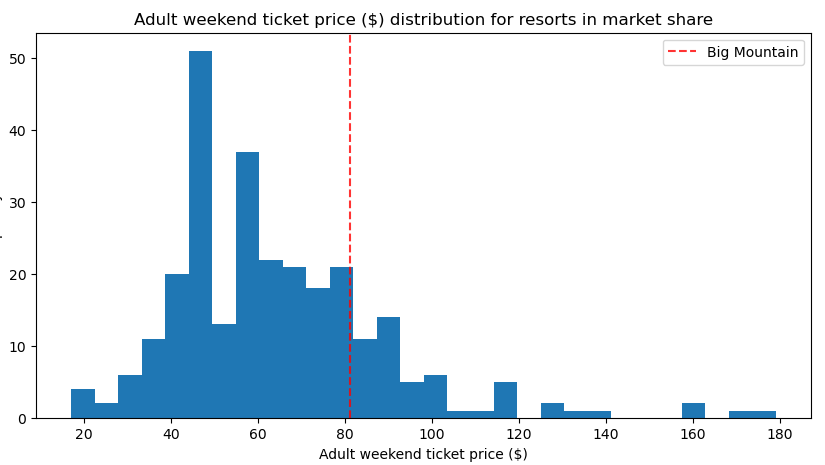 Adult weekend ticket price ($) distribution for resorts in market share
Big Mountain
50
40
30
20
10
0
20 40 60 80 100 120 140 160 180
Adult weekend ticket price ($)